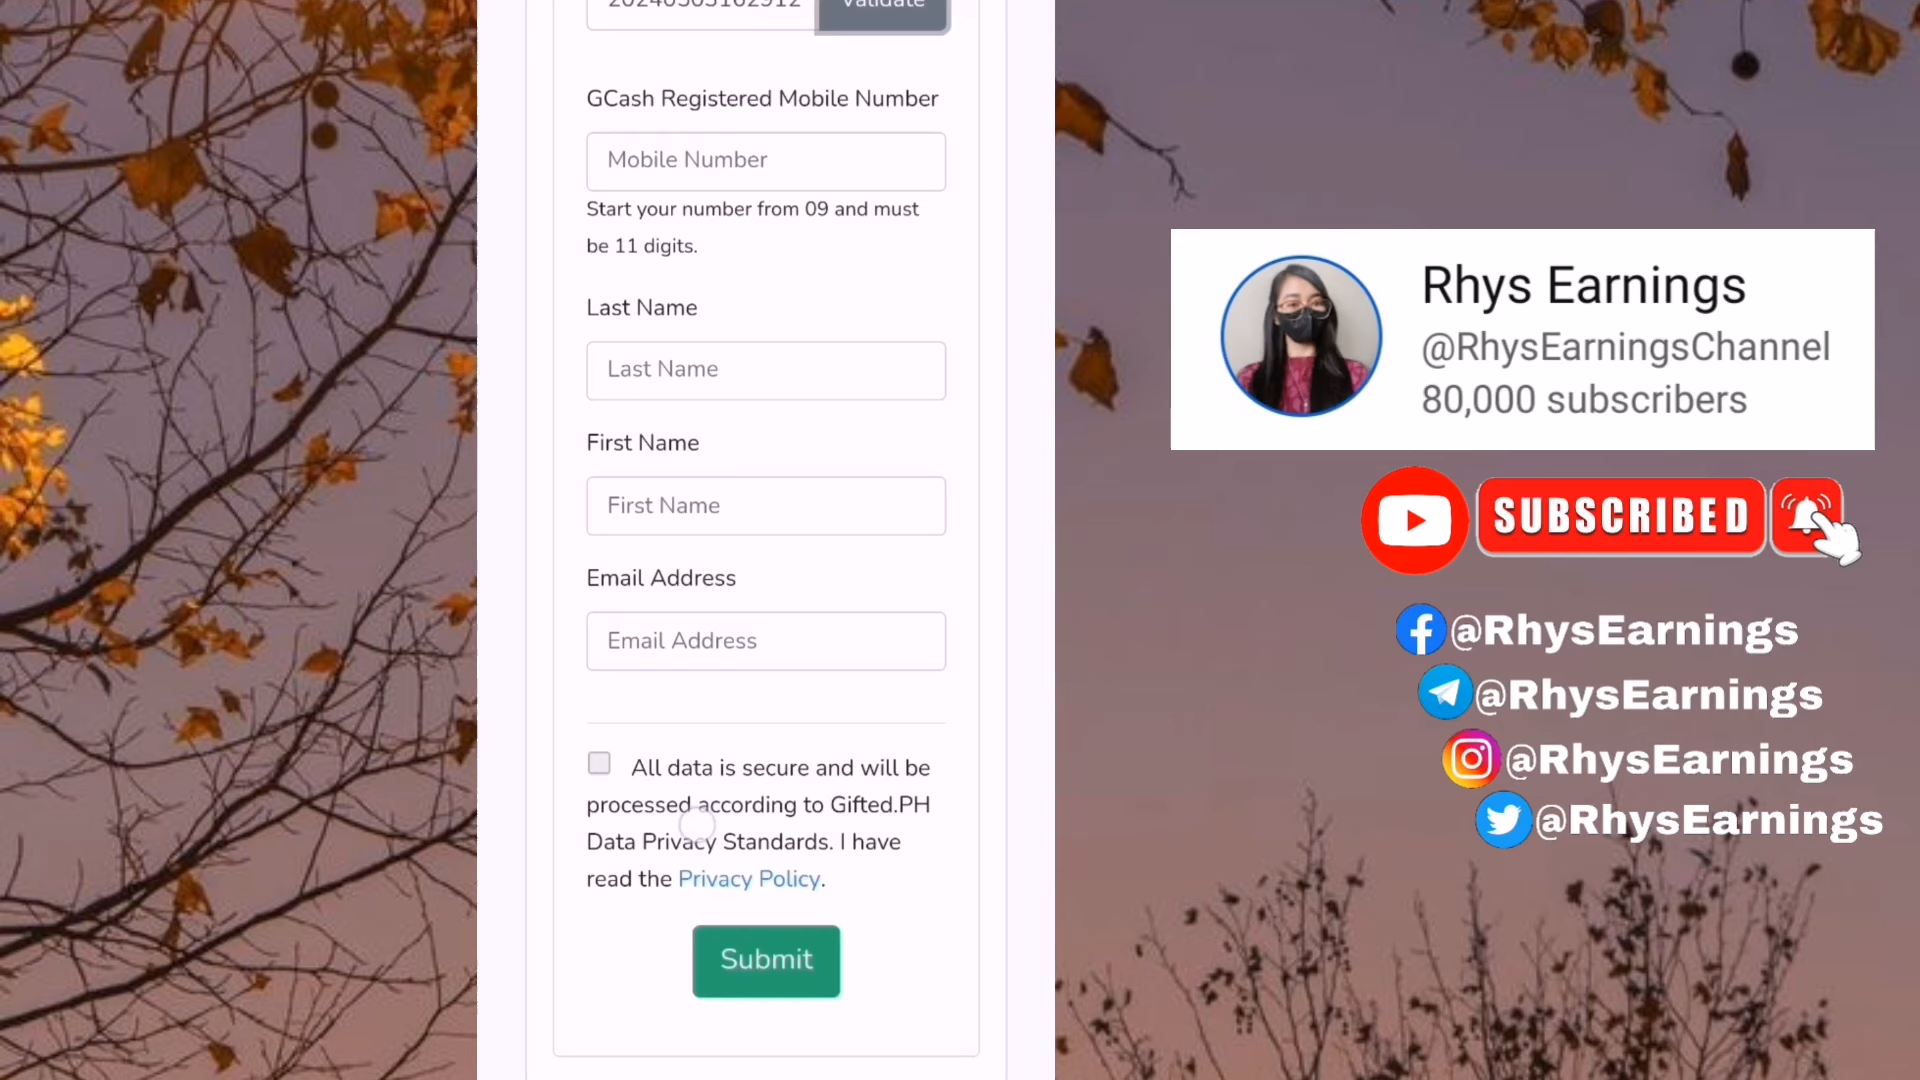 20240503162912
Validate
GCash Registered Mobile Number
Mobile Number
Start your number from 09 and must
be 11 digits.
Last Name
Last Name
First Name
First Name
Email Address
Email Address
All data is secure and will be
processed according to Gifted.PH
Data Privacy Standards. I have
read the Privacy Policy.
Submit
Rhys Earnings
@RhysEarningsChannel
80,000 subscribers
SUBSCRIBED
@RhysEarnings
@RhysEarnings
@RhysEarnings
@RhysEarnings